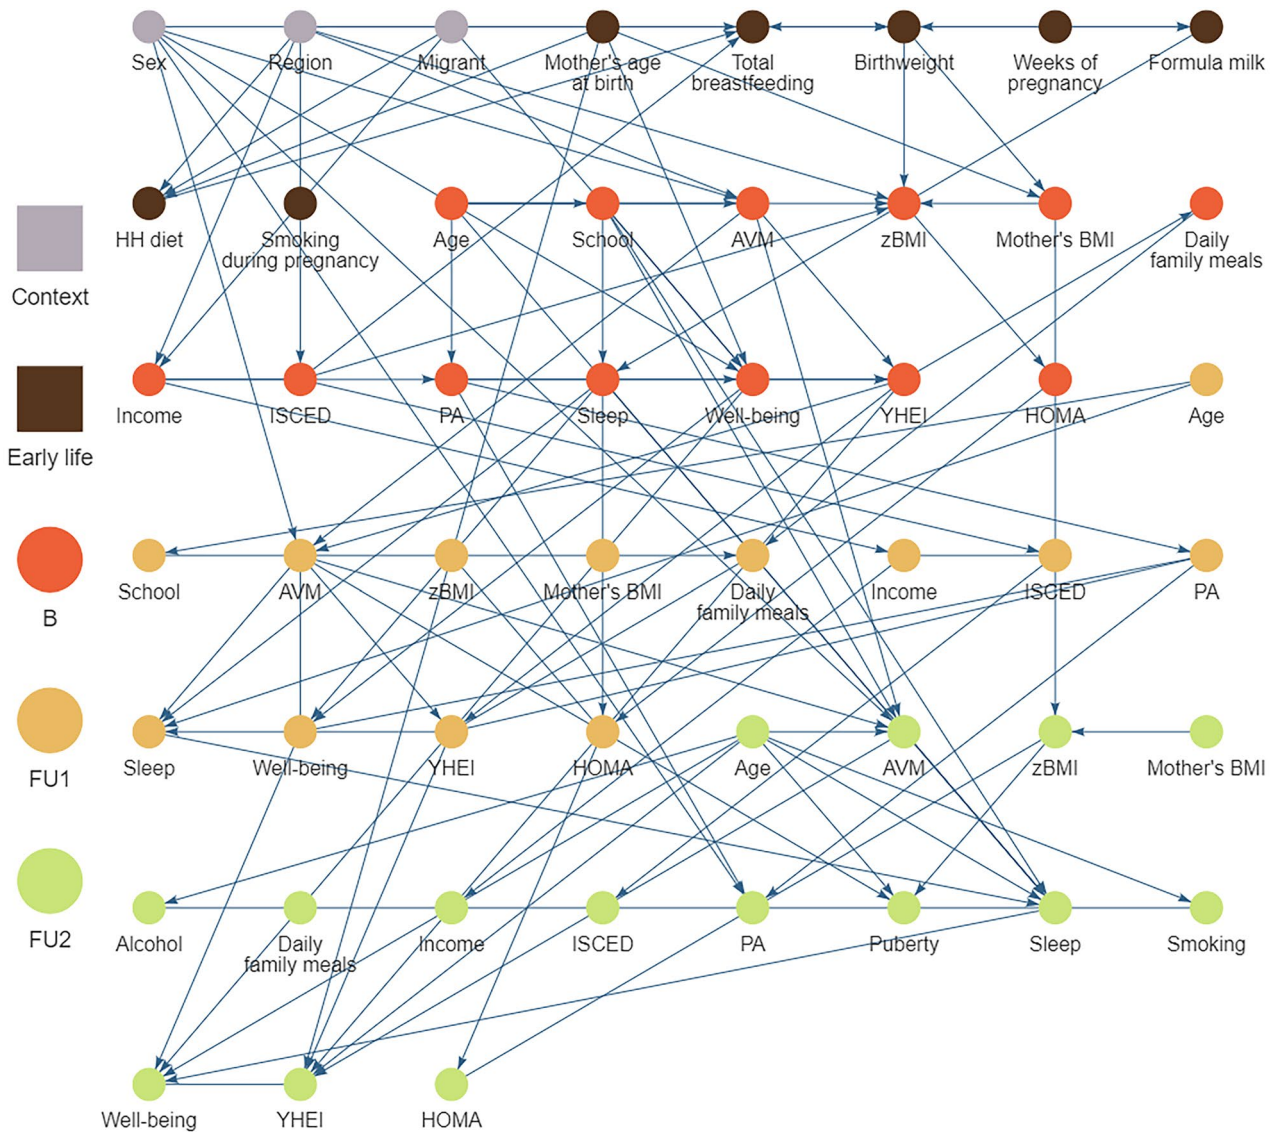 Sex
Region
Migrant
Mother's age
at birth
Total
breastfeeding
Birthweight
Weeks of
pregnancy
Formula milk
HH diet
Smoking
during pregnancy
Age
School
AVM
zBMI
Mother's BMI
Daily
family meals
Context
Income
ISCED
PA
Sleep
Well-being
YHEI
HOMA
Age
Early life
School
AVM
zBMI
Mother's BMI
Daily
family meals
Income
ISCED
PA
B
Sleep
Well-being
YHEI
HOMA
Age
AVM
zBMI
Mother's BMI
FU1
Alcohol
Daily
family meals
Income
ISCED
PA
Puberty
Sleep
Smoking
FU2
Well-being
YHEI
HOMA